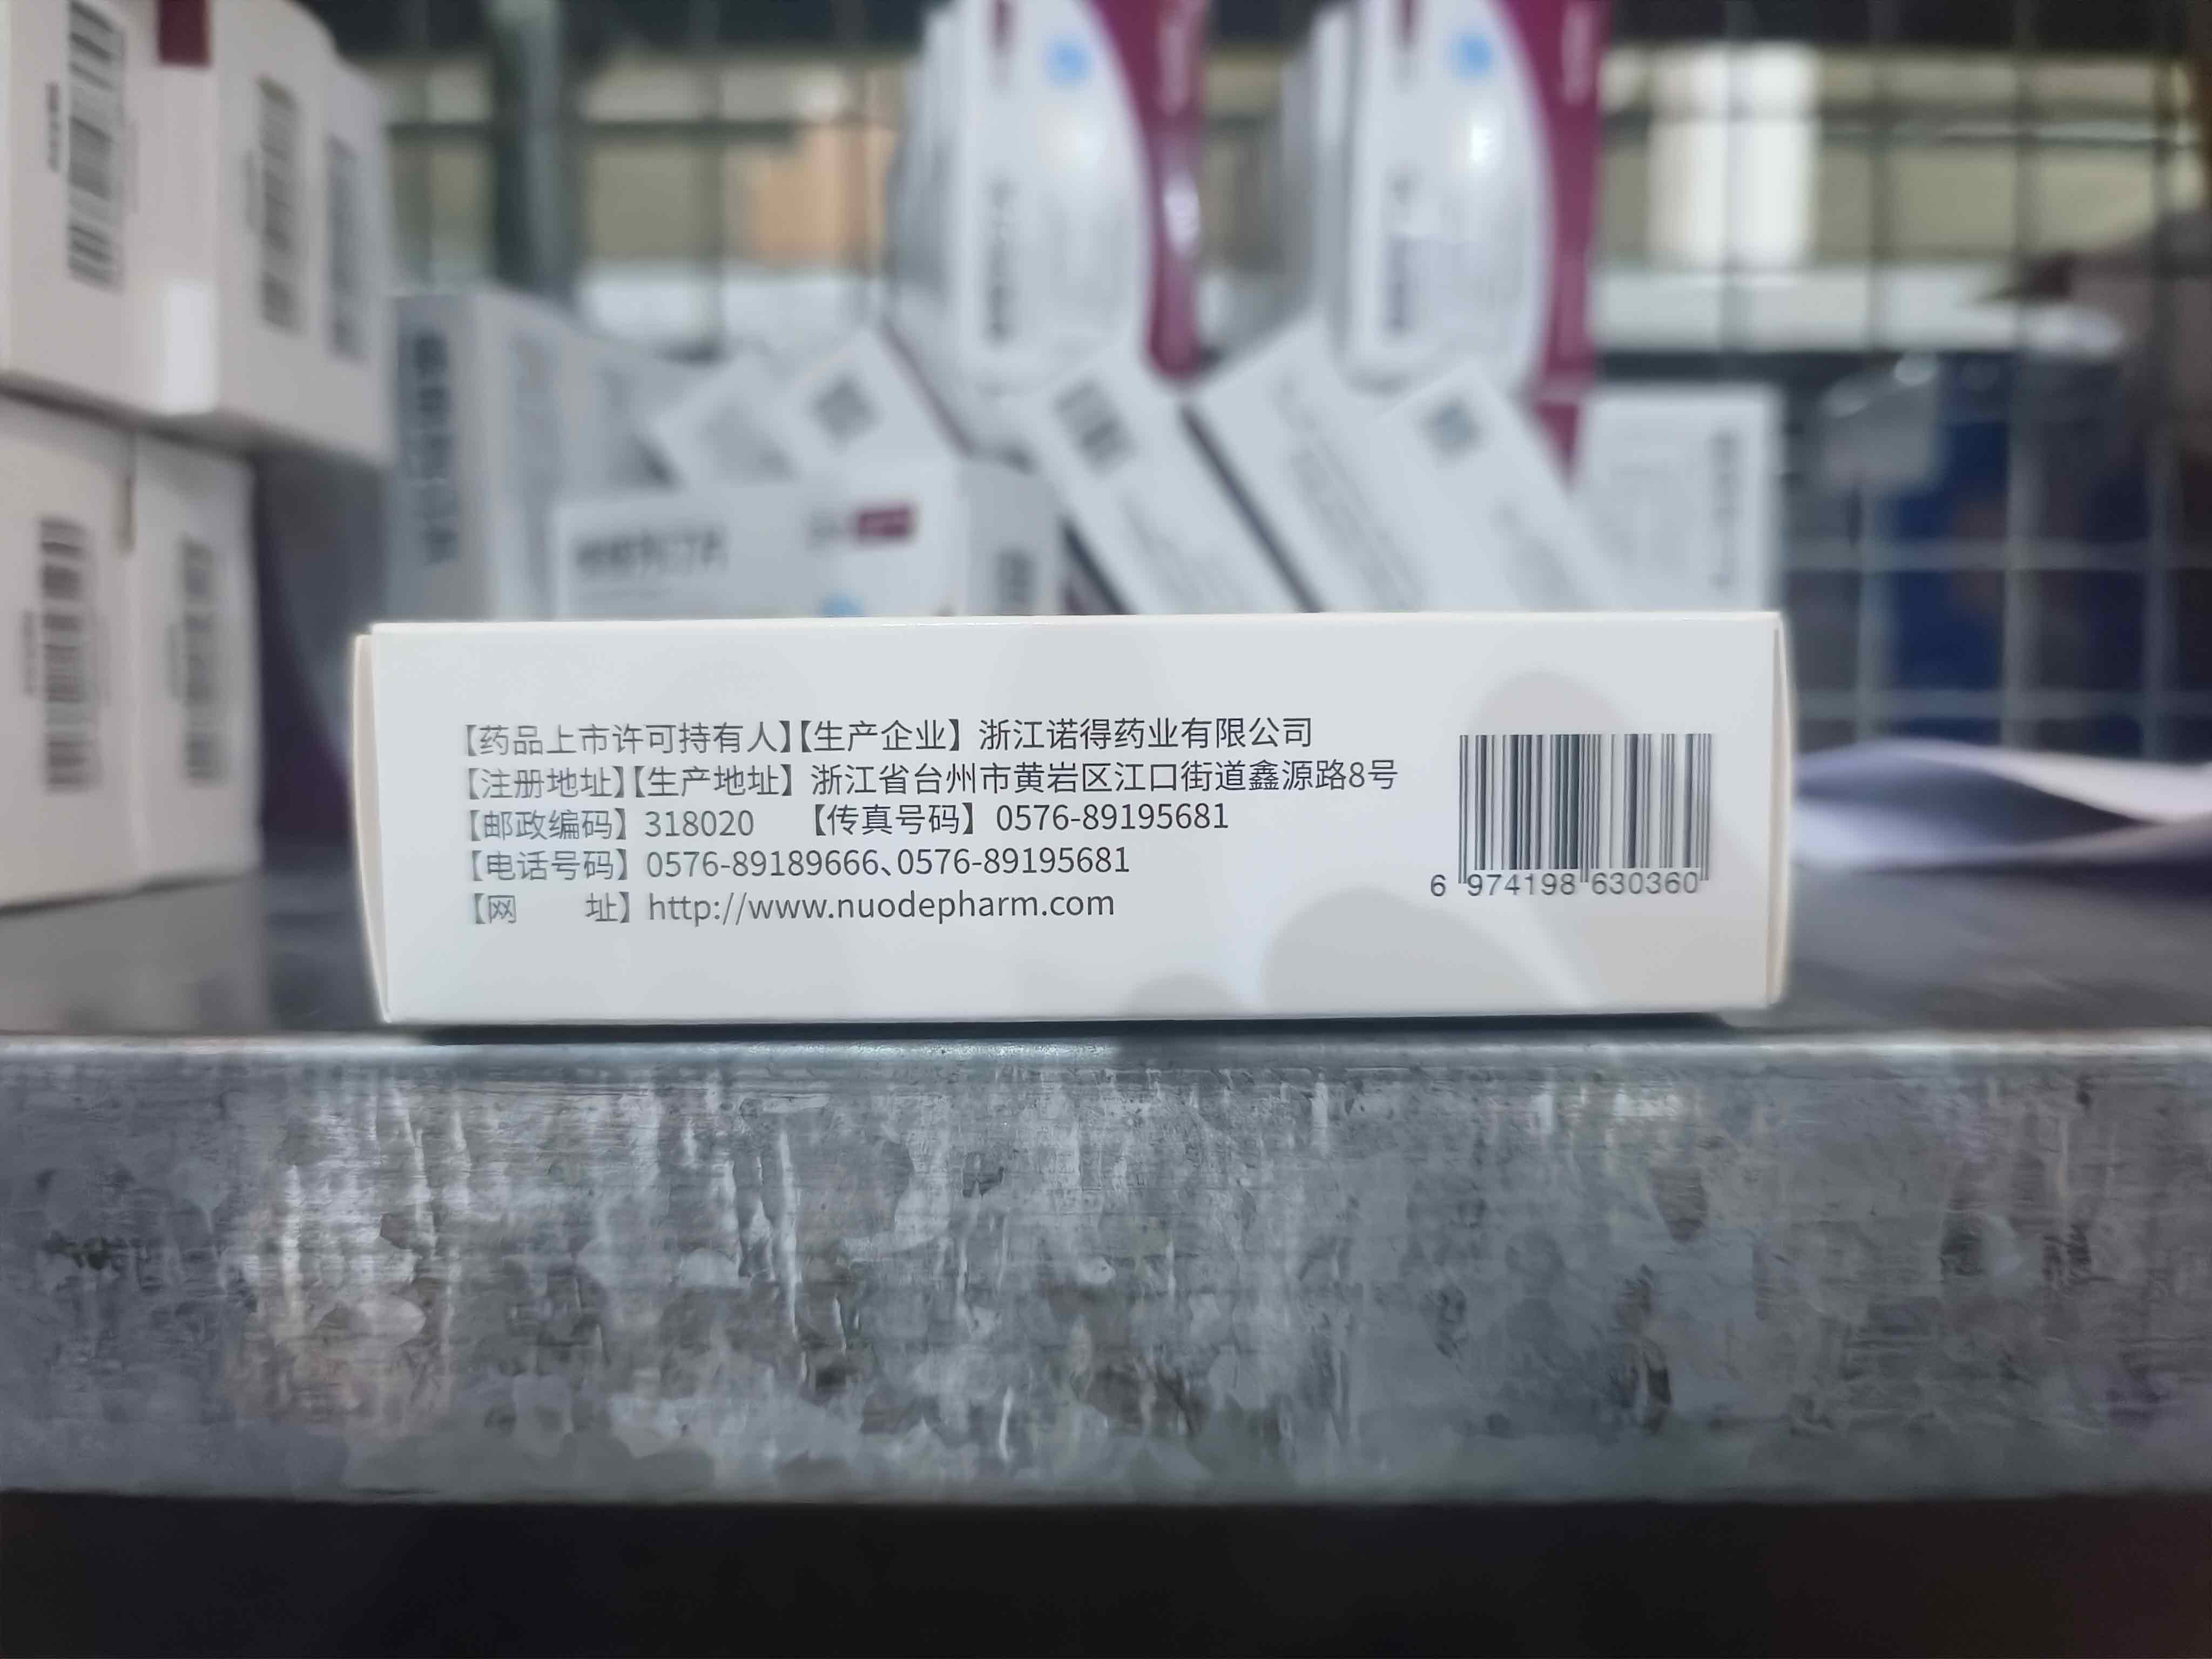 【药品上市许可持有人】【生产企业】浙江诺得药业有限公司
【注册地址】【生产地址】浙江省台州市黄岩区江口街道鑫源路8号
【邮政编码】318020 【传真号码】0576-89195681
【电话号码】0576-89189666、0576-89195681
【网 址】http://www.nuodepharm.com
6 974198 630360